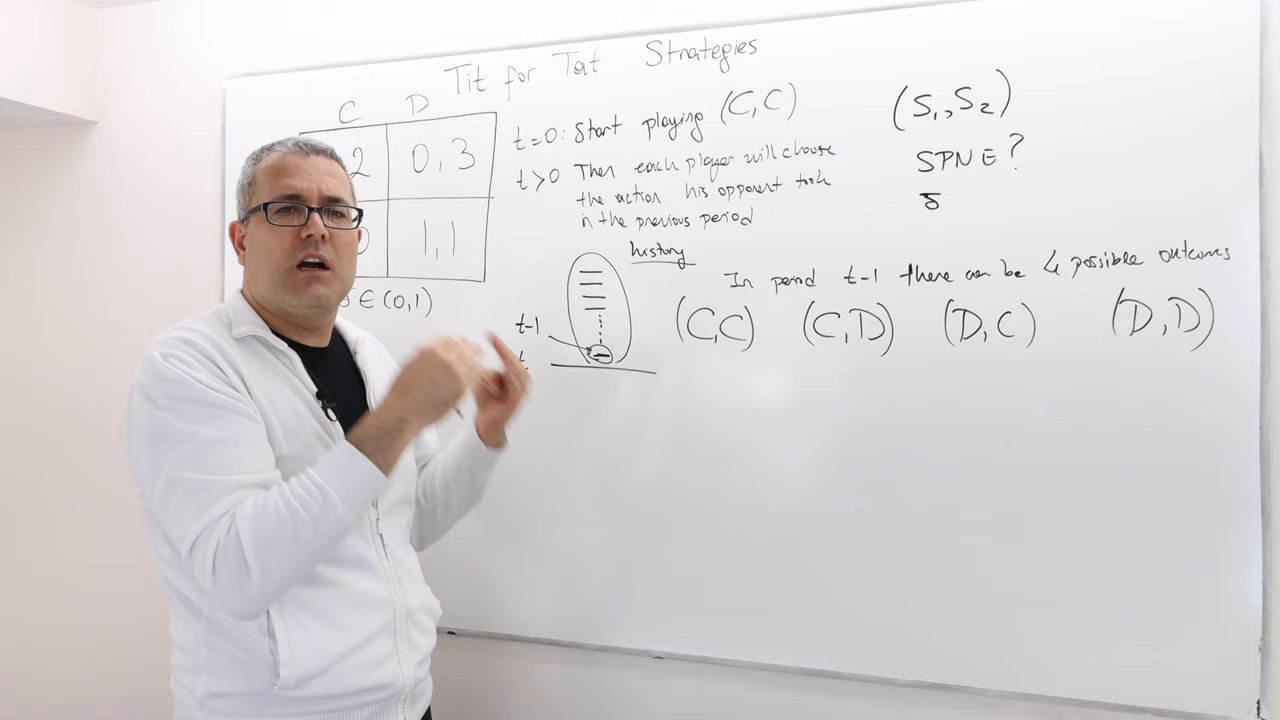 Tit for Tat Strategies
C D
2 0, 3
1, 1
δ ∈ (0,1)
t=0: Start playing (C,C)
t>0 Then each player will choose
the action his opponent took
in the previous period
(S₁, S₂)
SPNE?
δ
history
t-1
t
In period t-1 there can be 4 possible outcomes
(C,C) (C,D) (D,C) (D,D)